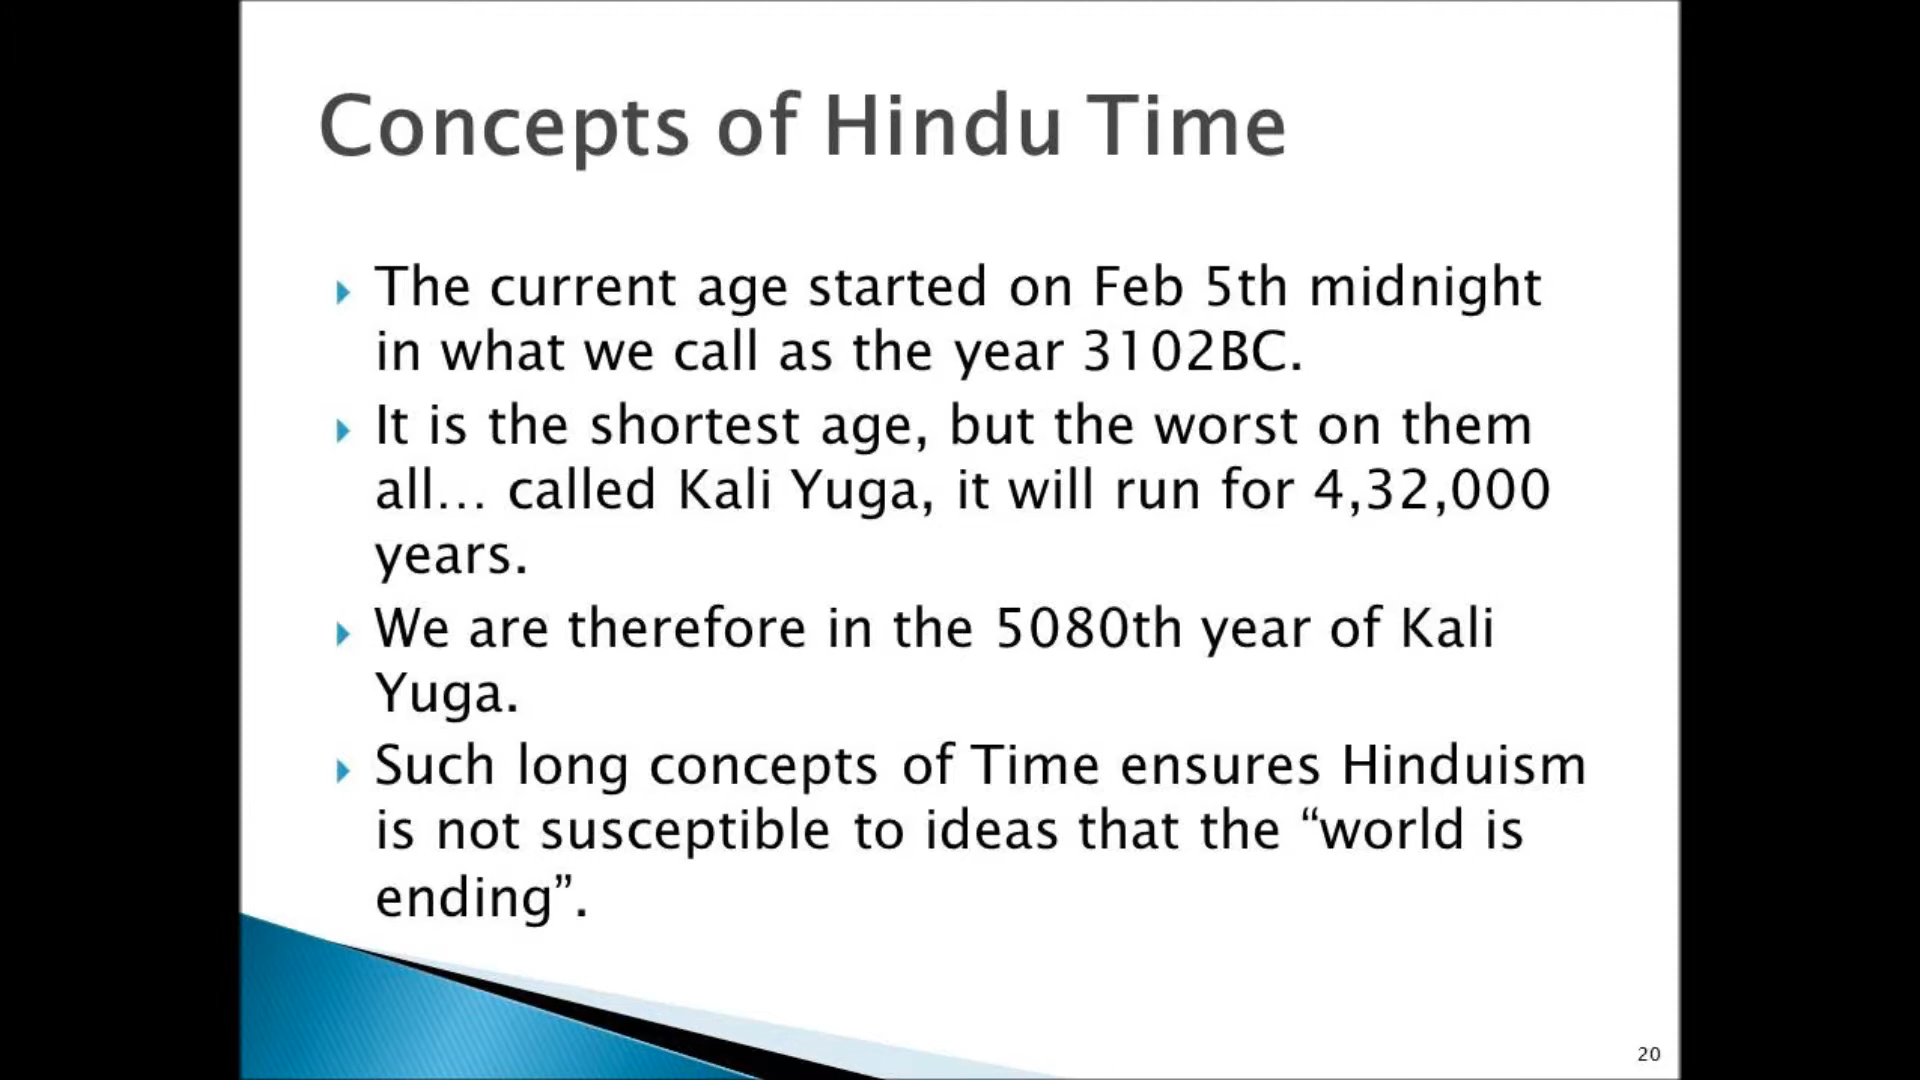 Concepts of Hindu Time
The current age started on Feb 5th midnight
in what we call as the year 3102BC.
It is the shortest age, but the worst on them
all... called Kali Yuga, it will run for 4,32,000
years.
We are therefore in the 5080th year of Kali
Yuga.
Such long concepts of Time ensures Hinduism
is not susceptible to ideas that the “world is
ending”.
20